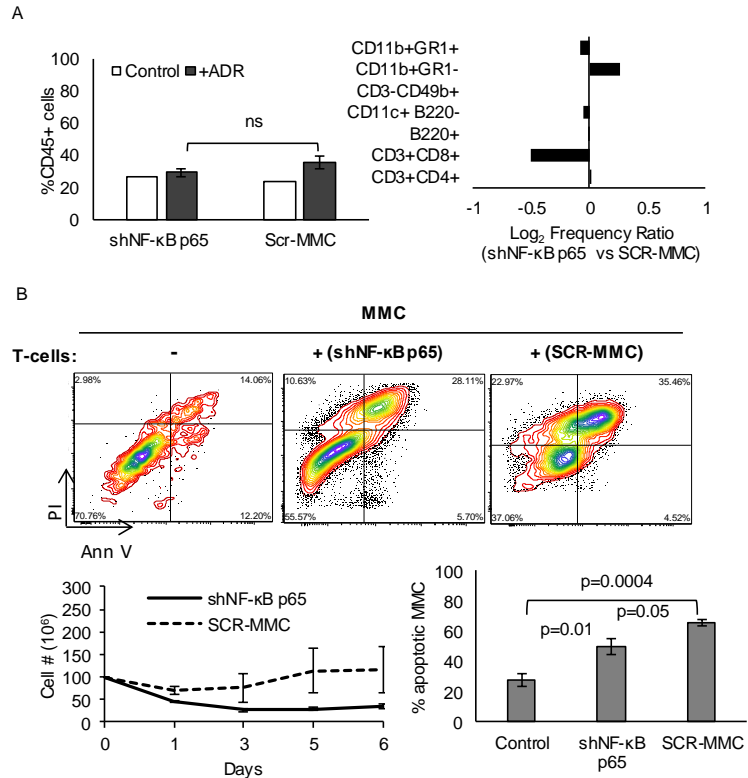 A
100
80
60
40
20
0
%CD45+ cells
Control
+ADR
ns
shNF-κB p65
Scr-MMC
CD11b+GR1+
CD11b+GR1-
CD3-CD49b+
CD11c+ B220-
B220+
CD3+CD8+
CD3+CD4+
-1
-0.5
0
0.5
1
Log2 Frequency Ratio
(shNF-κB p65 vs SCR-MMC)
B
MMC
T-cells:
-
+ (shNF-κB p65)
+ (SCR-MMC)
2.98%
14.06%
70.76%
12.20%
10.63%
28.11%
55.57%
5.70%
22.97%
35.46%
37.06%
4.52%
PI
Ann V
300
250
200
150
100
50
0
Cell # (10⁶)
shNF-κB p65
SCR-MMC
0
1
3
5
6
Days
80
60
40
20
0
% apoptotic MMC
p=0.0004
p=0.05
p=0.01
Control
shNF-κB
p65
SCR-MMC